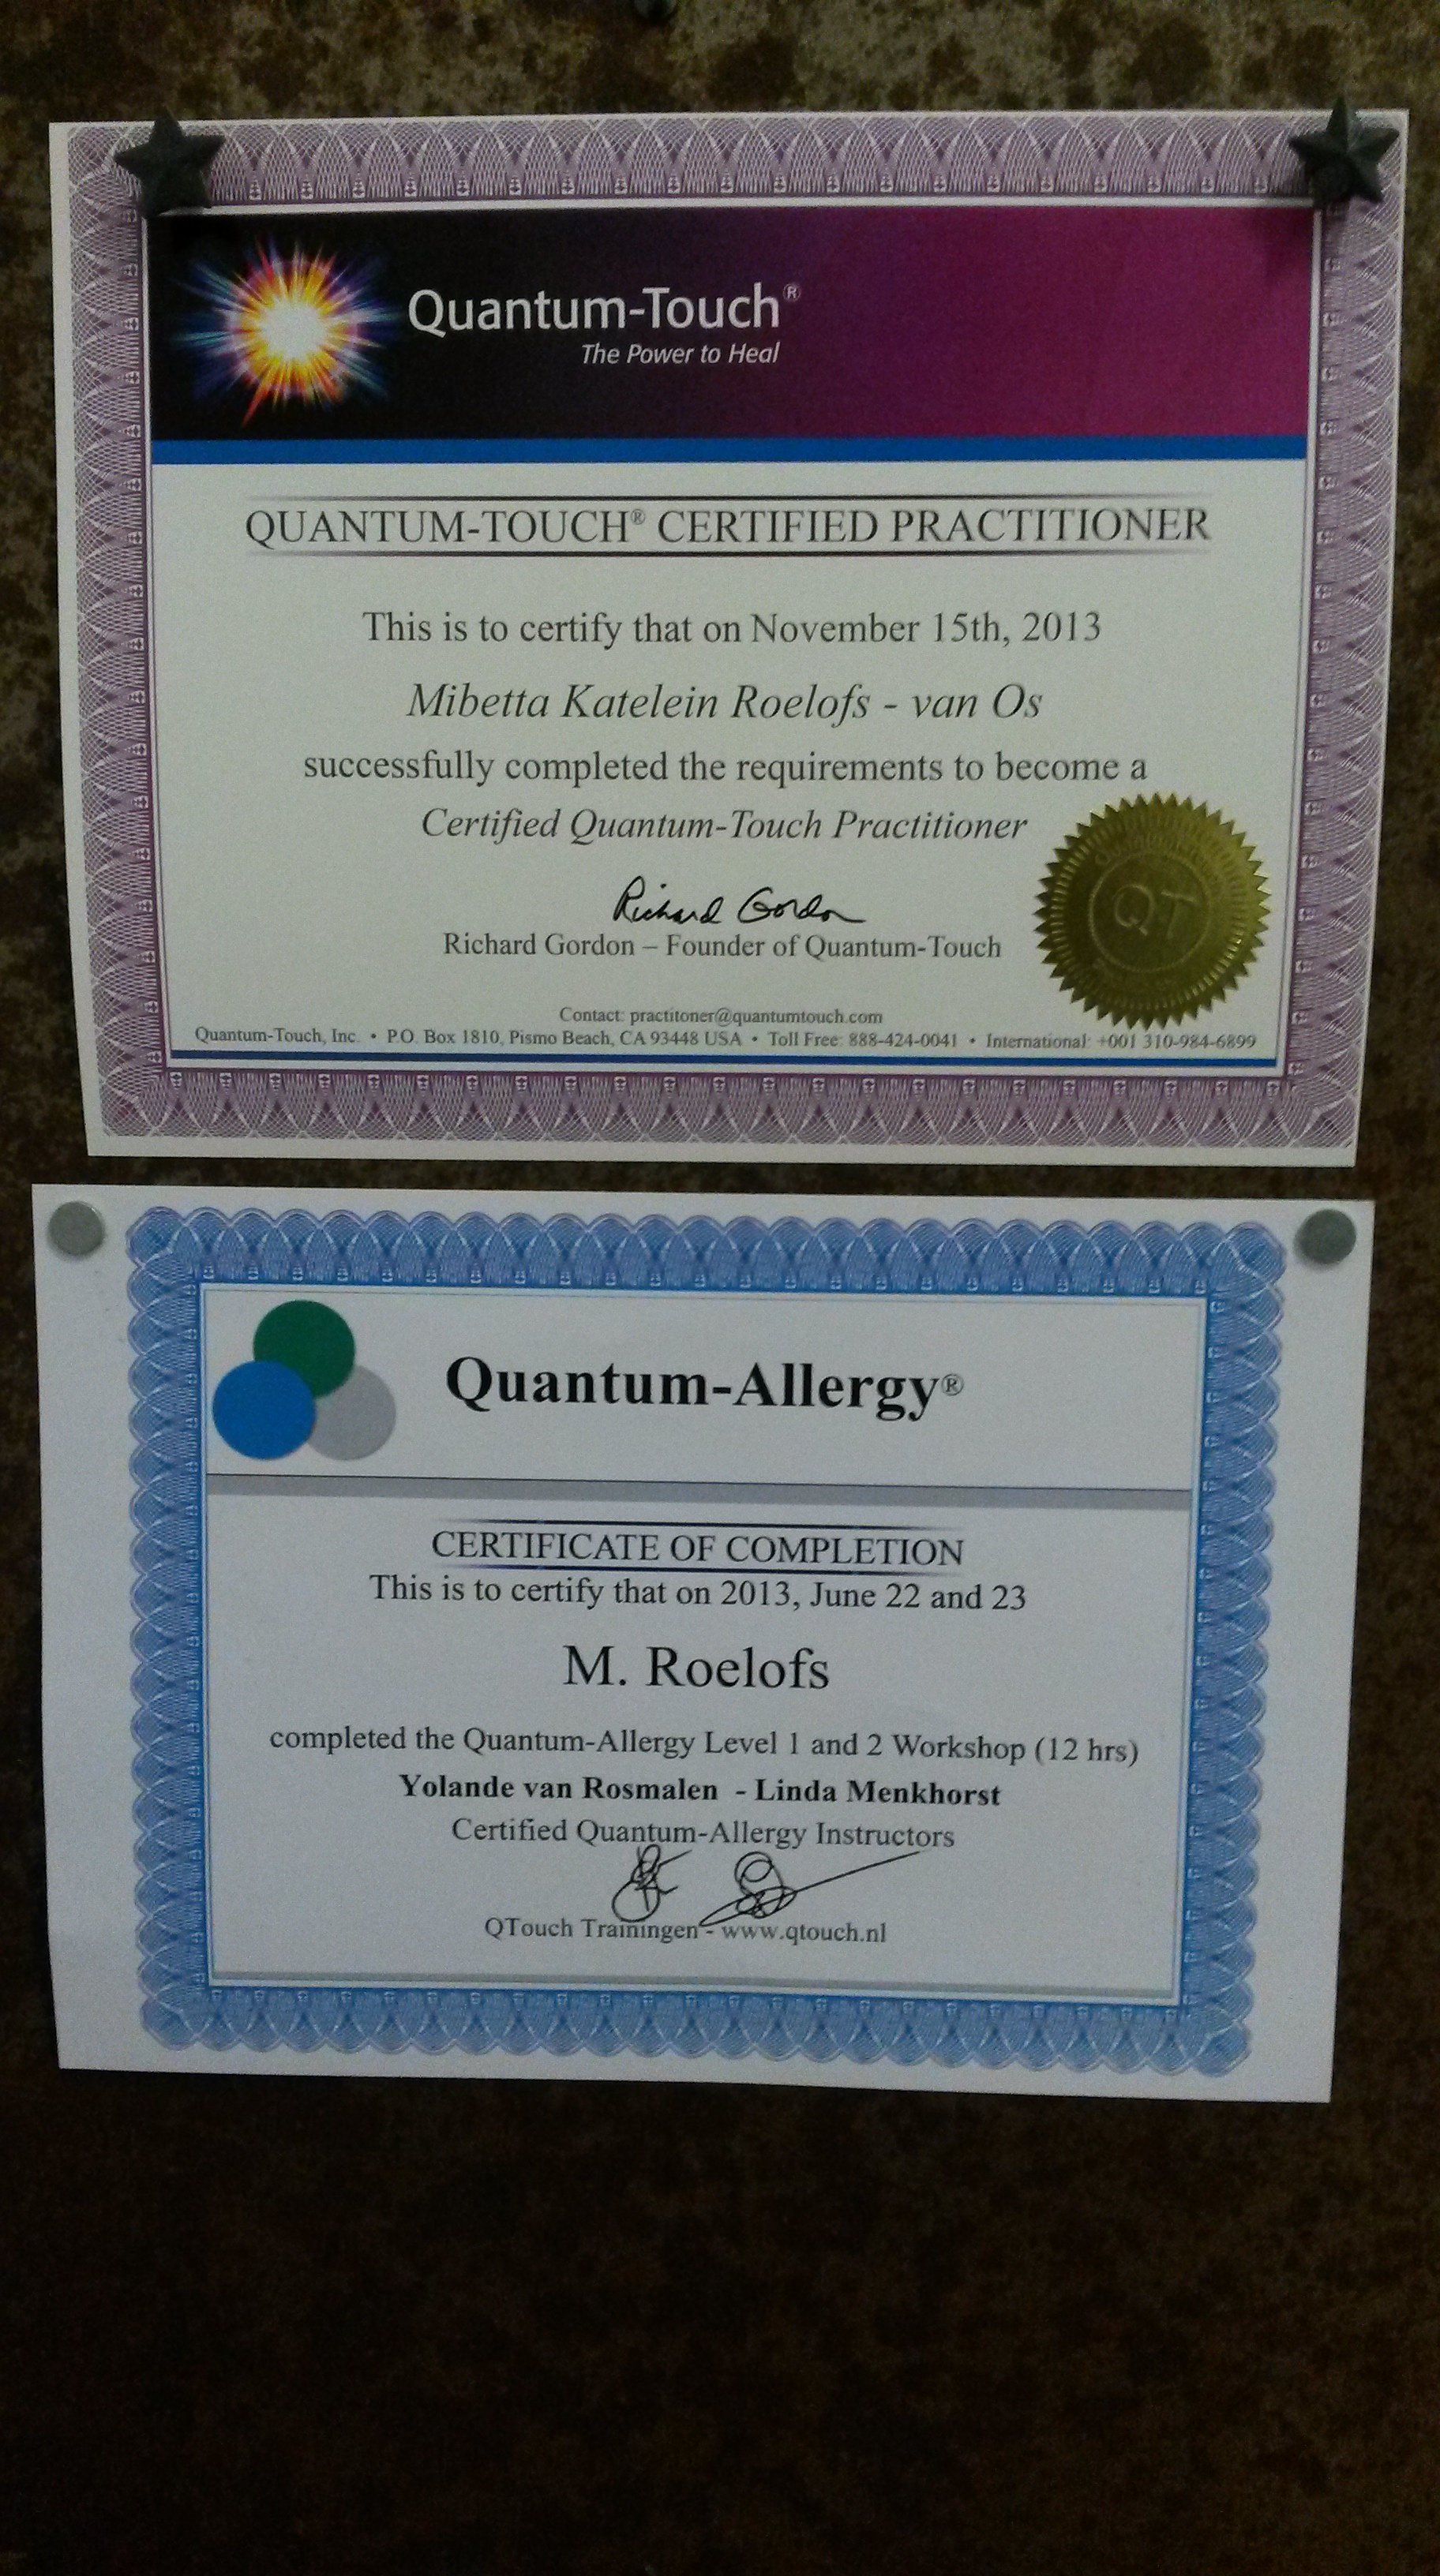 Quantum-Touch®
The Power to Heal
QUANTUM-TOUCH® CERTIFIED PRACTITIONER
This is to certify that on November 15th, 2013
Mibetta Katelein Roelofs - van Os
successfully completed the requirements to become a
Certified Quantum-Touch Practitioner
Richard Gordon
Richard Gordon – Founder of Quantum-Touch
QT
Contact: practitoner@quantumtouch.com
Quantum-Touch, Inc. • P.O. Box 1810, Pismo Beach, CA 93448 USA • Toll Free: 888-424-0041 • International: +001 310-984-6899
Quantum-Allergy®
CERTIFICATE OF COMPLETION
This is to certify that on 2013, June 22 and 23
M. Roelofs
completed the Quantum-Allergy Level 1 and 2 Workshop (12 hrs)
Yolande van Rosmalen - Linda Menkhorst
Certified Quantum-Allergy Instructors
QTouch Trainingen - www.qtouch.nl